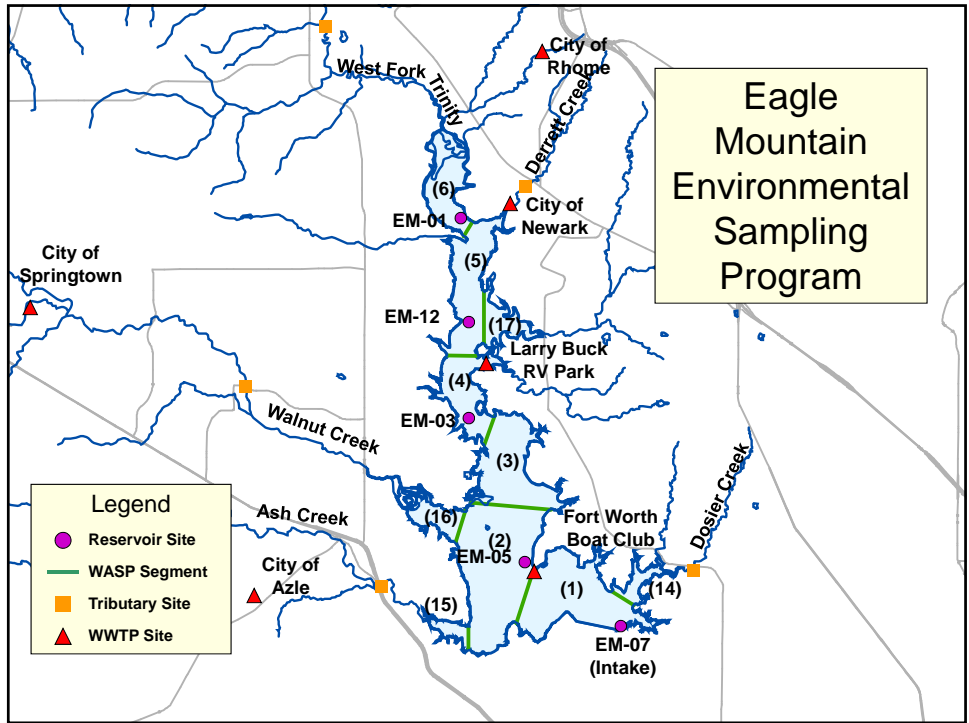 Eagle
Mountain
Environmental
Sampling
Program
City of
Rhome
West Fork Trinity
Derrett Creek
(6)
EM-01
City of
Newark
(5)
City of
Springtown
EM-12
(17)
Larry Buck
RV Park
(4)
EM-03
Walnut Creek
(3)
Dosier Creek
Legend
Reservoir Site
WASP Segment
Tributary Site
WWTP Site
Ash Creek
(16)
(2)
EM-05
Fort Worth
Boat Club
City of
Azle
(15)
(1)
(14)
EM-07
(Intake)